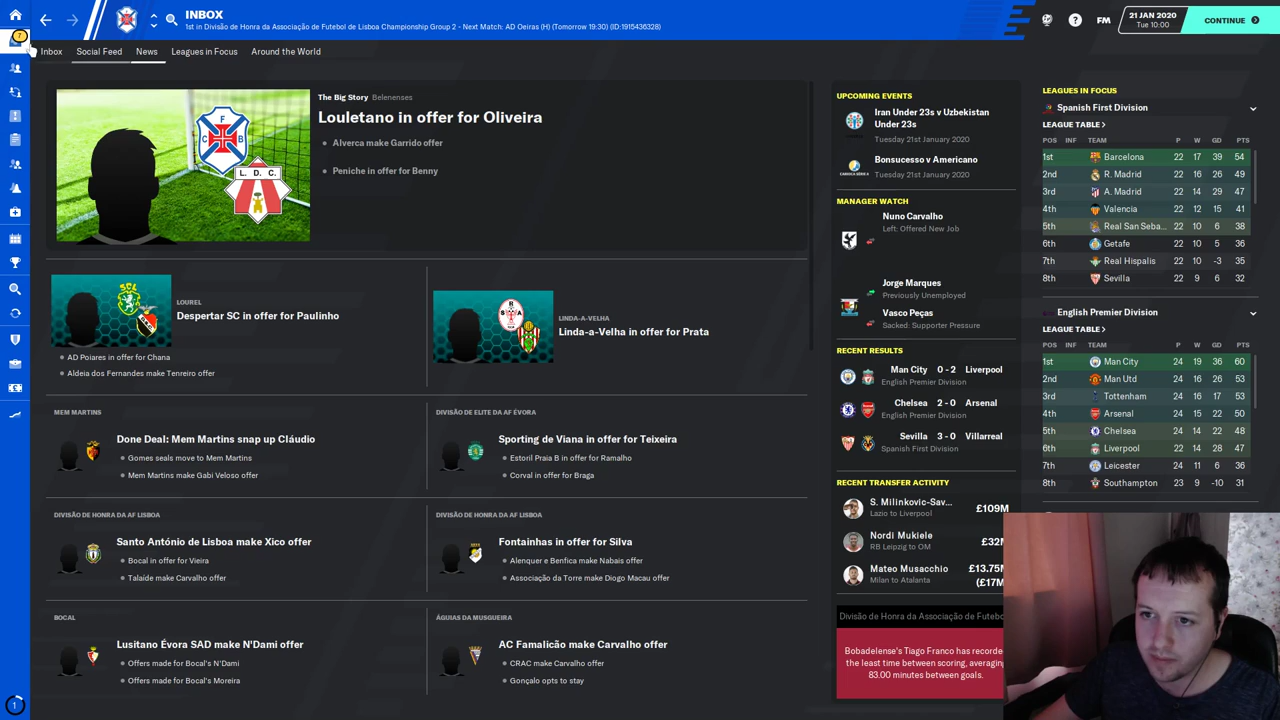 INBOX
1st in Divisão de Honra da Associação de Futebol de Lisboa Championship Group 2 - Next Match: AD Oeiras (H) (Tomorrow 19:30) (ID:1915436328)
FM
21 JAN 2020
Tue 10:00
CONTINUE
7
Inbox
Social Feed
News
Leagues in Focus
Around the World
The Big Story Belenenses
Louletano in offer for Oliveira
Alverca make Garrido offer
Peniche in offer for Benny
LOUREL
Despertar SC in offer for Paulinho
AD Poiares in offer for Chana
Aldeia dos Fernandes make Tenreiro offer
LINDA-A-VELHA
Linda-a-Velha in offer for Prata
MEM MARTINS
Done Deal: Mem Martins snap up Cláudio
Gomes seals move to Mem Martins
Mem Martins make Gabi Veloso offer
DIVISÃO DE ELITE DA AF ÉVORA
Sporting de Viana in offer for Teixeira
Estoril Praia B in offer for Ramalho
Corval in offer for Braga
DIVISÃO DE HONRA DA AF LISBOA
Santo António de Lisboa make Xico offer
Bocal in offer for Vieira
Talaíde make Carvalho offer
DIVISÃO DE HONRA DA AF LISBOA
Fontainhas in offer for Silva
Alenquer e Benfica make Nabais offer
Associação da Torre make Diogo Macau offer
BOCAL
Lusitano Évora SAD make N'Dami offer
Offers made for Bocal's N'Dami
Offers made for Bocal's Moreira
ÁGUIAS DA MUSGUEIRA
AC Famalicão make Carvalho offer
CRAC make Carvalho offer
Gonçalo opts to stay
UPCOMING EVENTS
Iran Under 23s v Uzbekistan
Under 23s
Tuesday 21st January 2020
Bonsucesso v Americano
Tuesday 21st January 2020
MANAGER WATCH
Nuno Carvalho
Left: Offered New Job
Jorge Marques
Previously Unemployed
Vasco Peças
Sacked: Supporter Pressure
RECENT RESULTS
Man City 0 - 2 Liverpool
English Premier Division
Chelsea 2 - 0 Arsenal
English Premier Division
Sevilla 3 - 0 Villarreal
Spanish First Division
RECENT TRANSFER ACTIVITY
S. Milinkovic-Sav...
Lazio to Liverpool
£109M
Nordi Mukiele
RB Leipzig to OM
£32M
Mateo Musacchio
Milan to Atalanta
£13.75M
(£17M
Divisão de Honra da Associação de Futebo
Bobadelense's Tiago Franco has recorde
the least time between scoring, averaging
83.00 minutes between goals.
LEAGUES IN FOCUS
Spanish First Division
LEAGUE TABLE
POS INF TEAM P W GD PTS
1st Barcelona 22 17 39 54
2nd R. Madrid 22 16 26 49
3rd A. Madrid 22 14 29 47
4th Valencia 22 12 15 41
5th Real San Seba... 22 10 6 38
6th Getafe 22 10 5 36
7th Real Hispalis 22 10 -3 35
8th Sevilla 22 9 6 32
English Premier Division
LEAGUE TABLE
POS INF TEAM P W GD PTS
1st Man City 24 19 36 60
2nd Man Utd 24 16 26 53
3rd Tottenham 24 16 17 53
4th Arsenal 24 15 22 50
5th Chelsea 24 14 22 48
6th Liverpool 22 14 28 47
7th Leicester 24 11 6 36
8th Southampton 23 9 -10 31
1